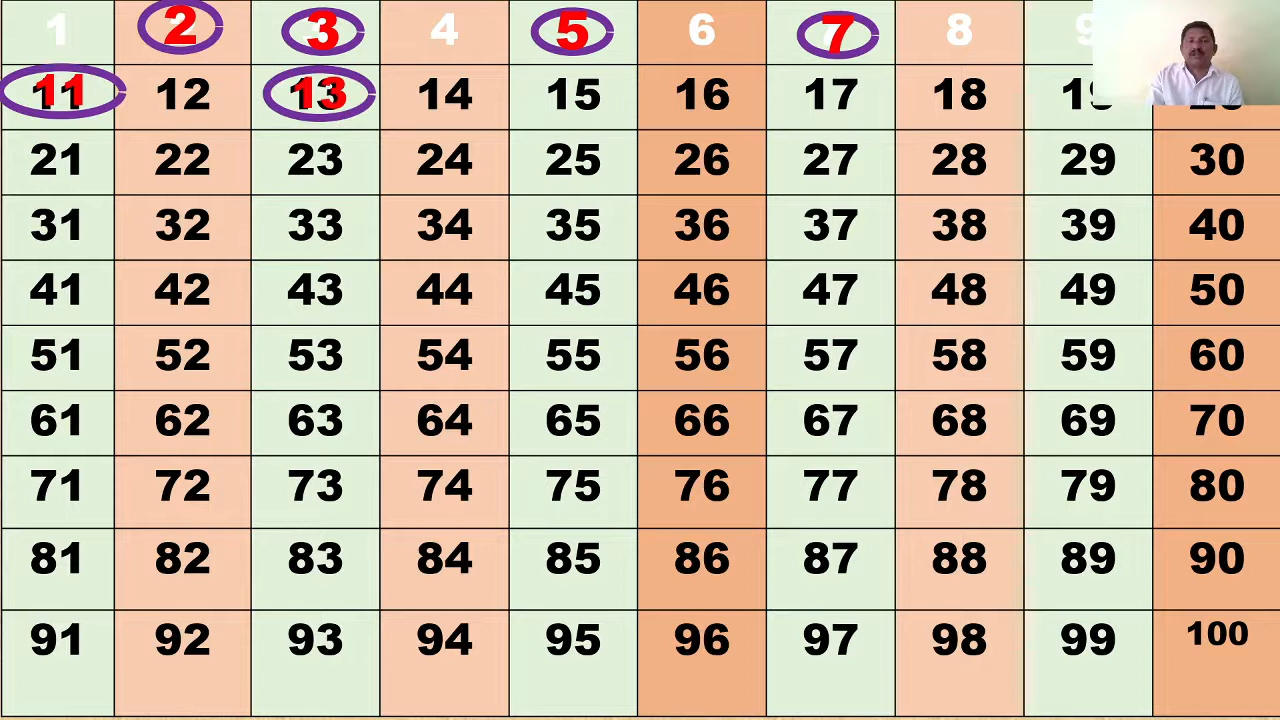 1 2 3 4 5 6 7 8 9
11 12 13 14 15 16 17 18 19
21 22 23 24 25 26 27 28 29 30
31 32 33 34 35 36 37 38 39 40
41 42 43 44 45 46 47 48 49 50
51 52 53 54 55 56 57 58 59 60
61 62 63 64 65 66 67 68 69 70
71 72 73 74 75 76 77 78 79 80
81 82 83 84 85 86 87 88 89 90
91 92 93 94 95 96 97 98 99 100